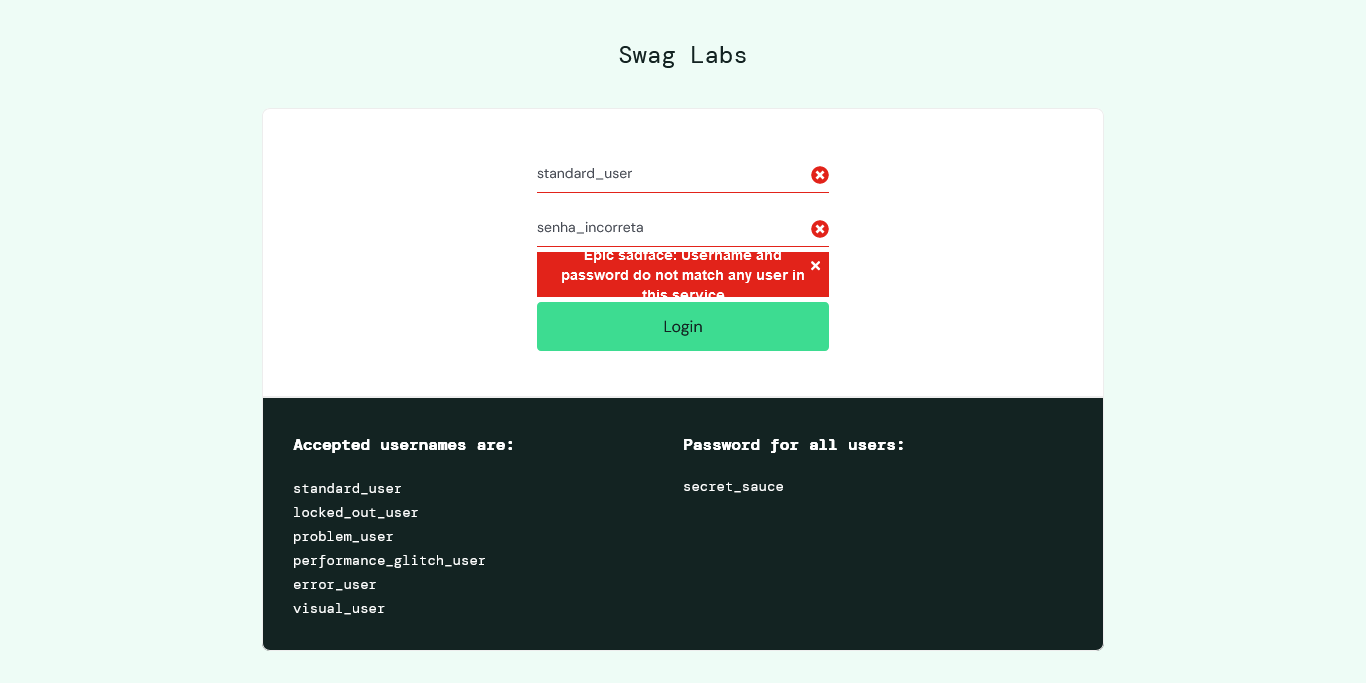 Swag Labs
standard_user
senha_incorreta
Epic sadface: Username and
password do not match any user in
this service
Login
Accepted usernames are:
standard_user
locked_out_user
problem_user
performance_glitch_user
error_user
visual_user
Password for all users:
secret_sauce